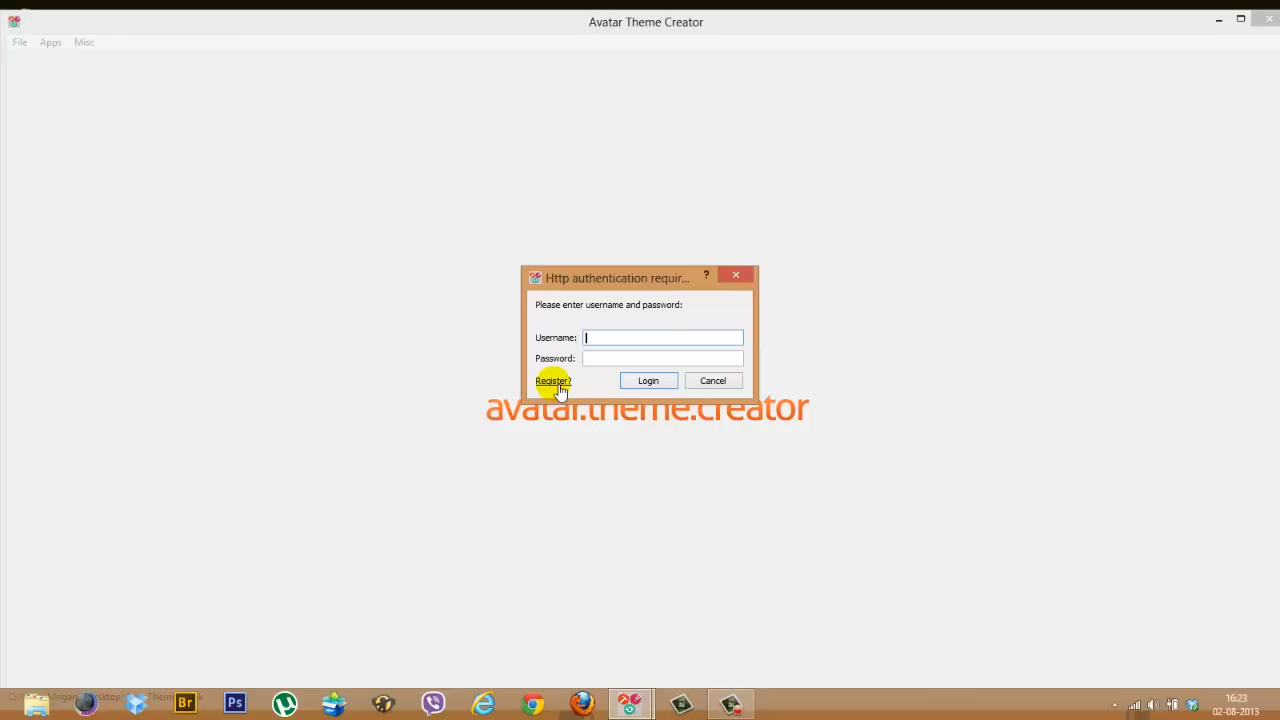 Avatar Theme Creator
File Apps Misc
Http authentication requir...
?
Please enter username and password:
Username:
Password:
Register? Login Cancel
avatar.theme.creator
Br Ps
16:23
02-08-2013